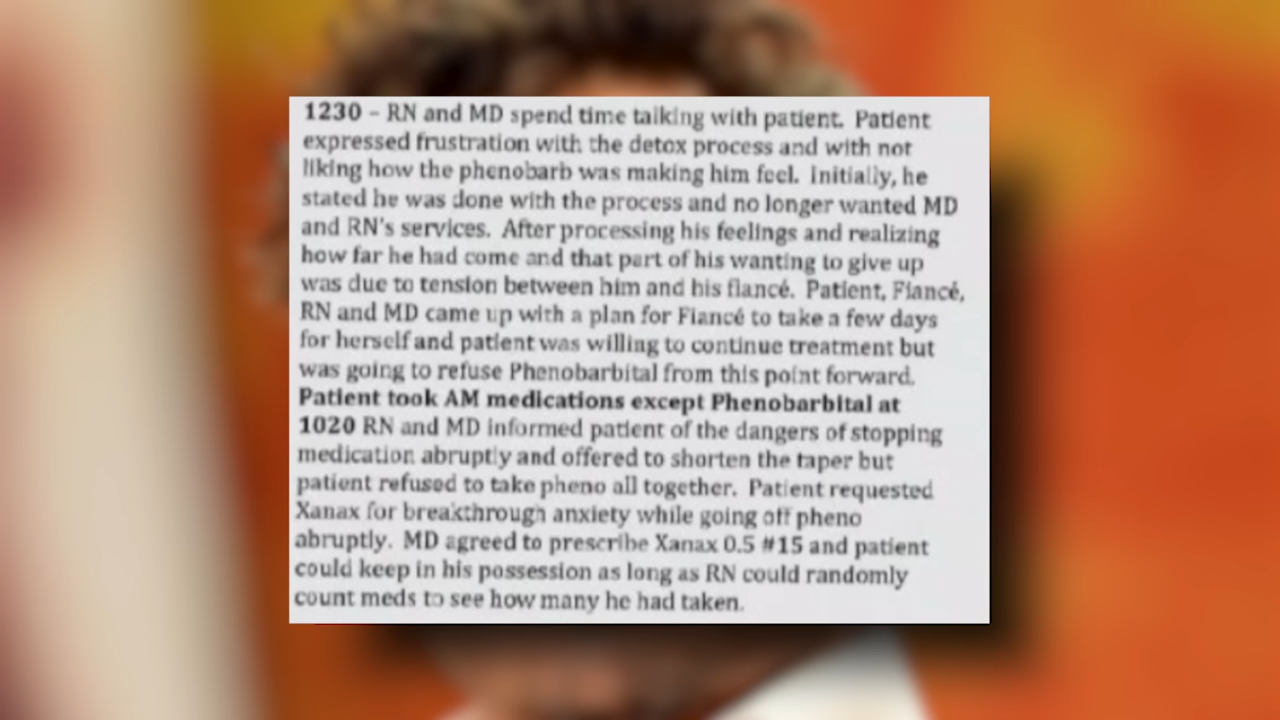 1230 – RN and MD spend time talking with patient. Patient
expressed frustration with the detox process and with not
liking how the phenobarb was making him feel. Initially, he
stated he was done with the process and no longer wanted MD
and RN's services. After processing his feelings and realizing
how far he had come and that part of his wanting to give up
was due to tension between him and his fiancé. Patient, Fiancé,
RN and MD came up with a plan for Fiancé to take a few days
for herself and patient was willing to continue treatment but
was going to refuse Phenobarbital from this point forward.
Patient took AM medications except Phenobarbital at
1020 RN and MD informed patient of the dangers of stopping
medication abruptly and offered to shorten the taper but
patient refused to take pheno all together. Patient requested
Xanax for breakthrough anxiety while going off pheno
abruptly. MD agreed to prescribe Xanax 0.5 #15 and patient
could keep in his possession as long as RN could randomly
count meds to see how many he had taken.